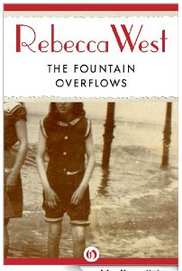 Rebecca West
THE FOUNTAIN
OVERFLOWS